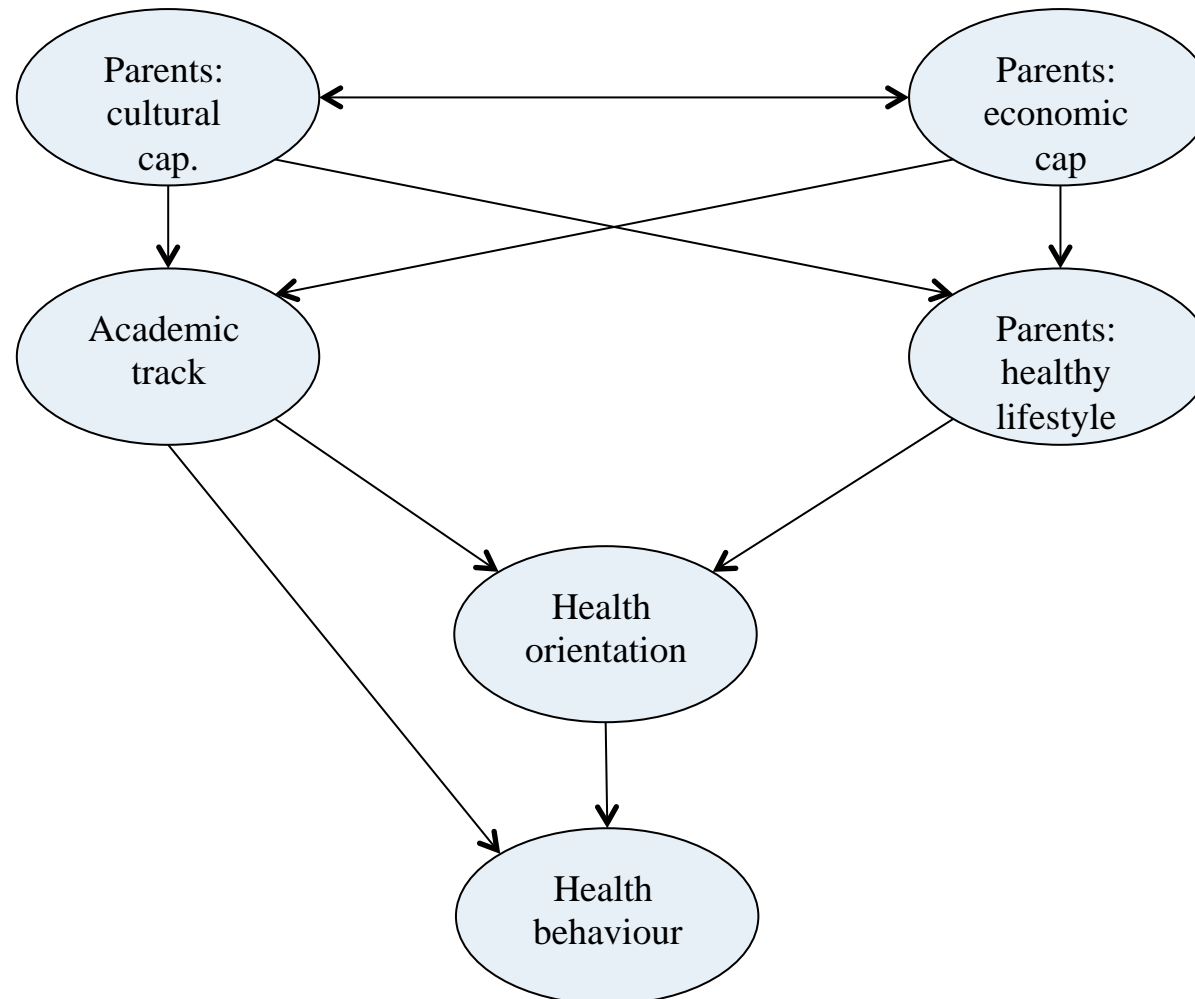 Parents:
cultural
cap.
Parents:
economic
cap
Academic
track
Parents:
healthy
lifestyle
Health
orientation
Health
behaviour